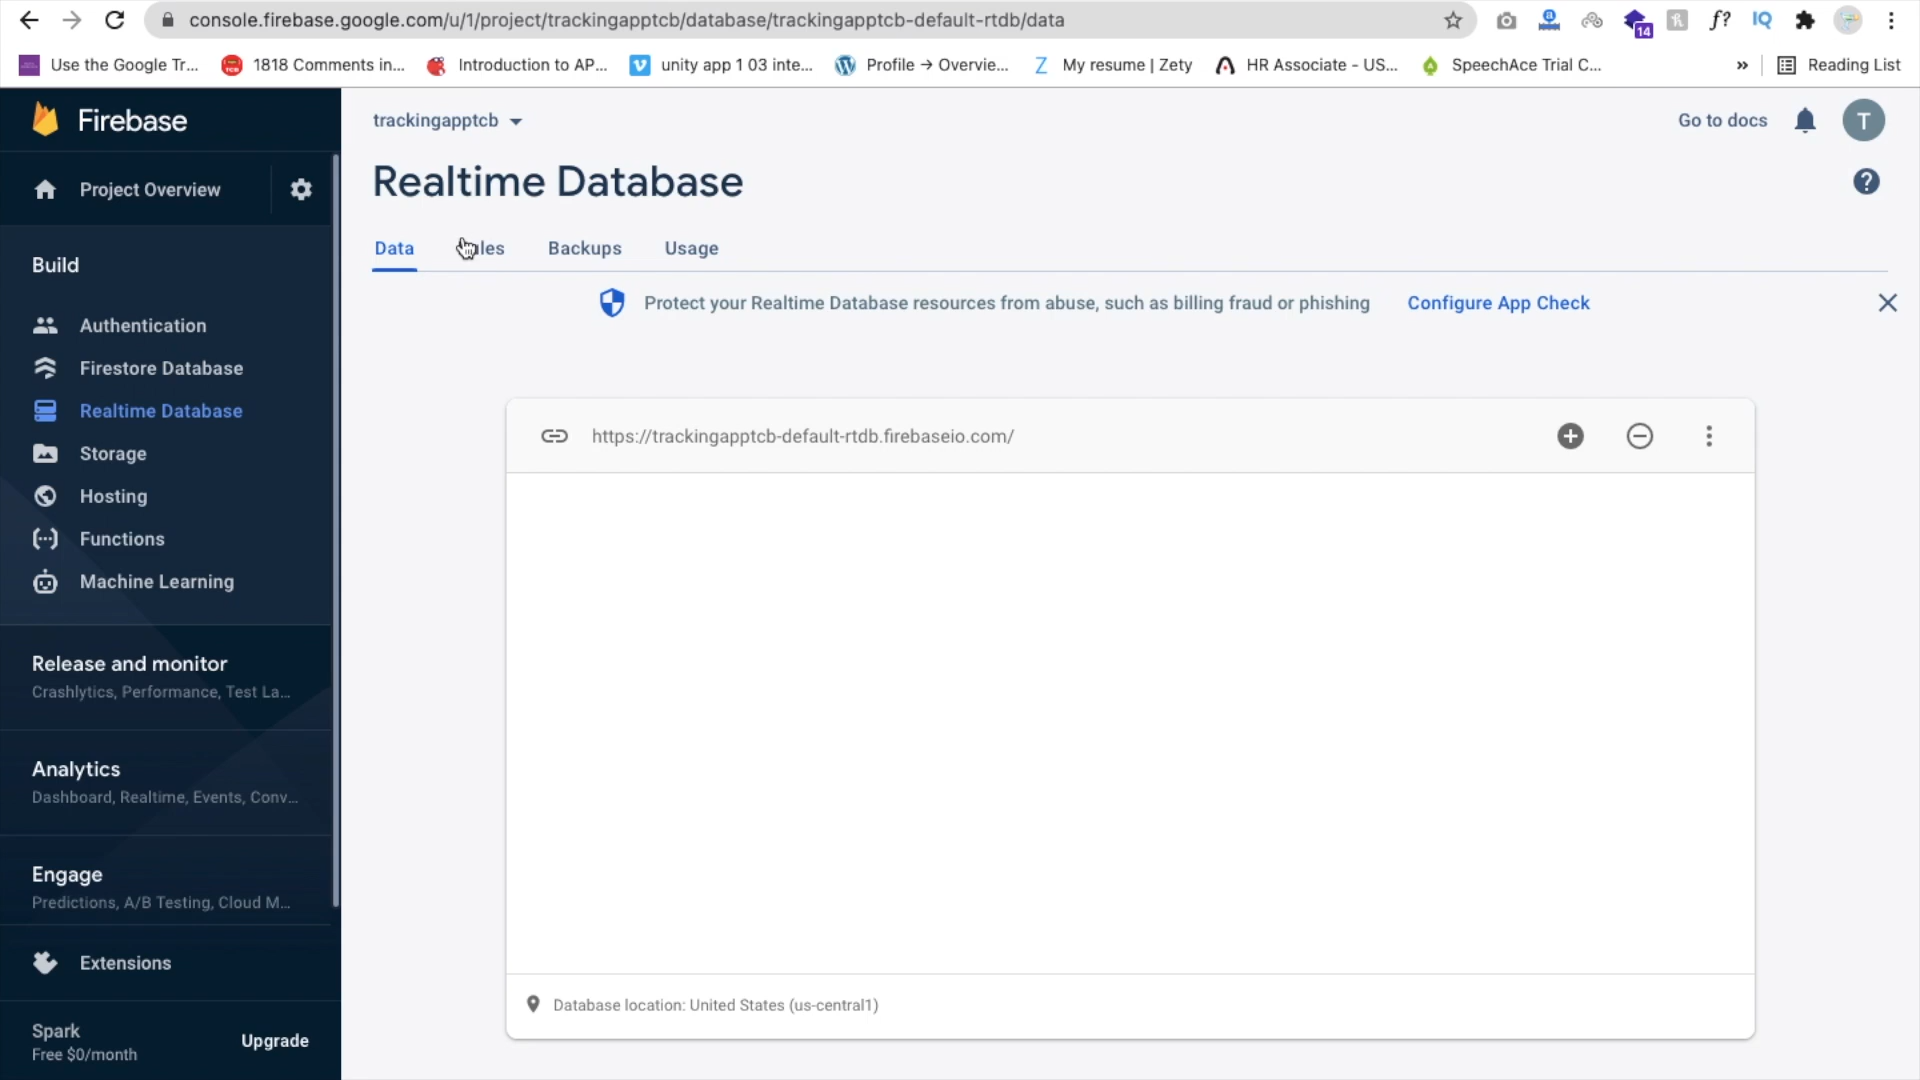 console.firebase.google.com/u/1/project/trackingapptcb/database/trackingapptcb-default-rtdb/data
14
f?
IQ
Use the Google Tr...
1818 Comments in...
Introduction to AP...
unity app 1 03 inte...
Profile → Overvie...
My resume | Zety
HR Associate - US...
SpeechAce Trial C...
»
Reading List
Firebase
trackingapptcb
Go to docs
T
Project Overview
Realtime Database
Data
Backups
Usage
Build
Protect your Realtime Database resources from abuse, such as billing fraud or phishing
Configure App Check
Authentication
Firestore Database
Realtime Database
Storage
Hosting
Functions
Machine Learning
https://trackingapptcb-default-rtdb.firebaseio.com/
Release and monitor
Crashlytics, Performance, Test La...
Analytics
Dashboard, Realtime, Events, Conv...
Engage
Predictions, A/B Testing, Cloud M...
Extensions
Database location: United States (us-central1)
Spark
Free $0/month
Upgrade